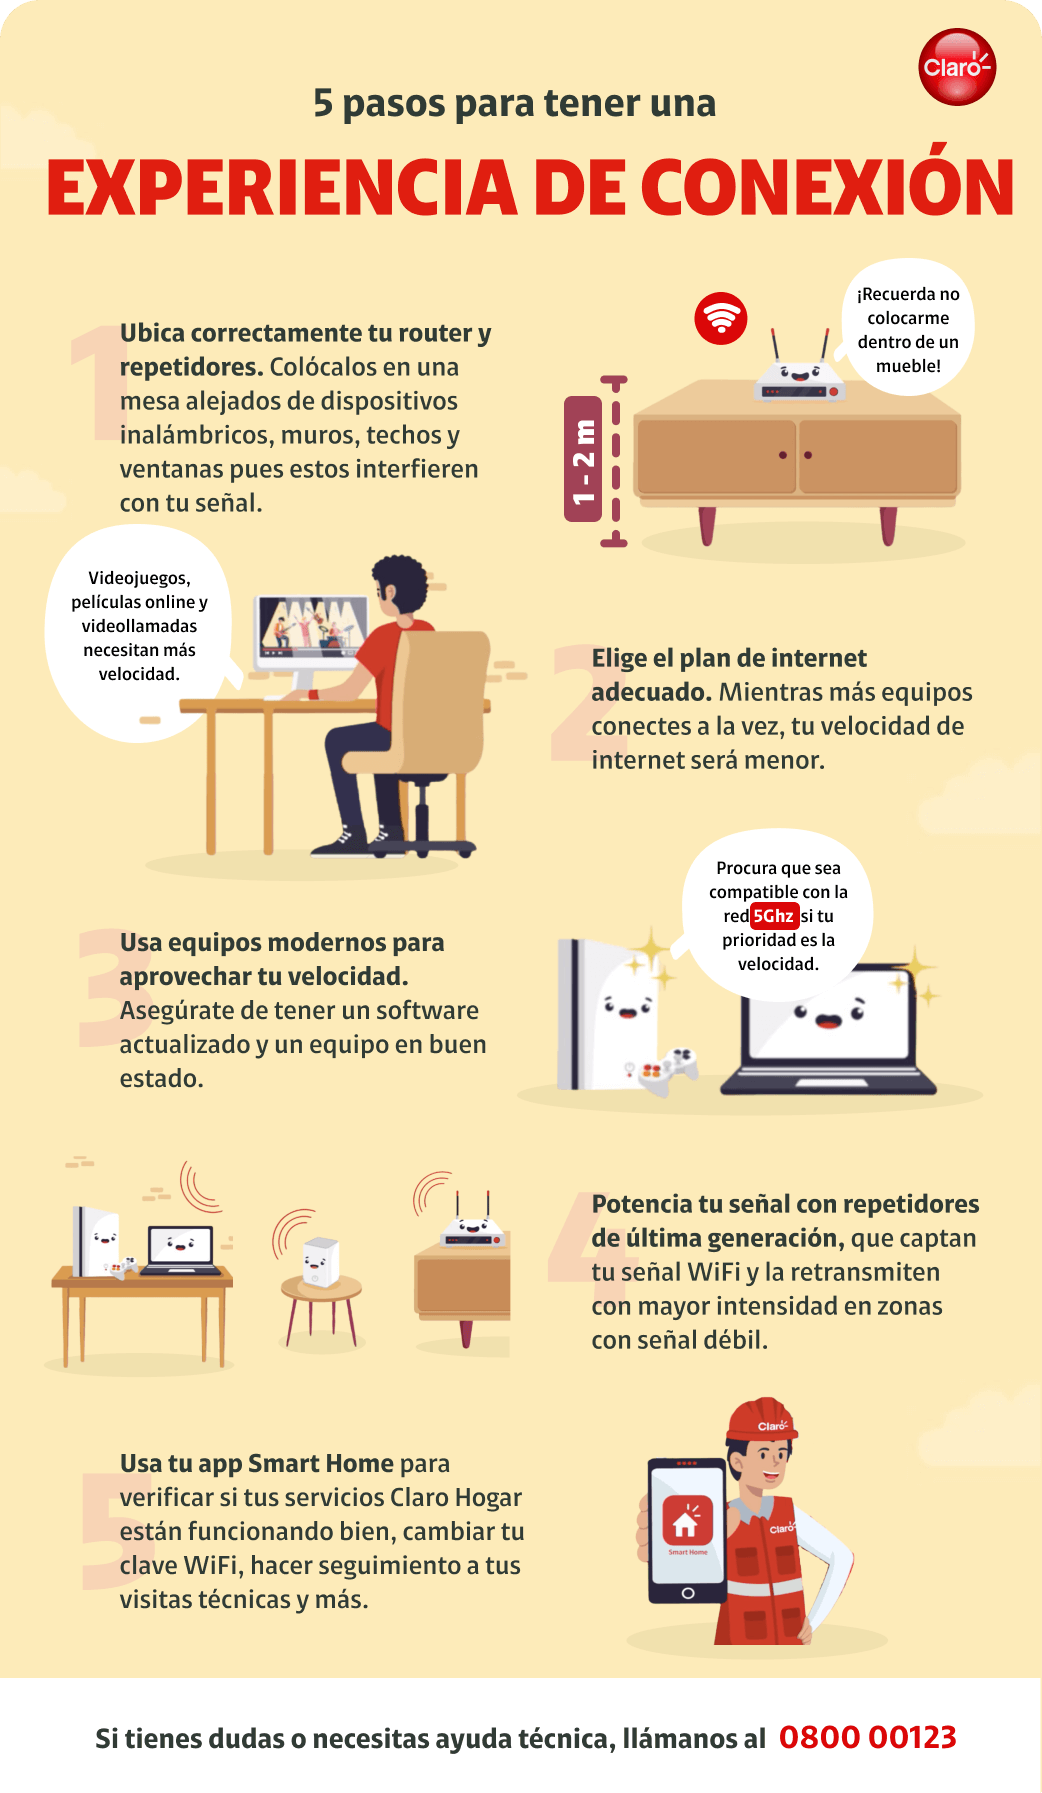 Claro
5 pasos para tener una
EXPERIENCIA DE CONEXIÓN
1
Ubica correctamente tu router y
repetidores. Colócalos en una
mesa alejados de dispositivos
inalámbricos, muros, techos y
ventanas pues estos interfieren
con tu señal.
¡Recuerda no
colocarme
dentro de un
mueble!
1 - 2 m
Videojuegos,
películas online y
videollamadas
necesitan más
velocidad.
2
Elige el plan de internet
adecuado. Mientras más equipos
conectes a la vez, tu velocidad de
internet será menor.
3
Usa equipos modernos para
aprovechar tu velocidad.
Asegúrate de tener un software
actualizado y un equipo en buen
estado.
Procura que sea
compatible con la
red 5Ghz si tu
prioridad es la
velocidad.
4
Potencia tu señal con repetidores
de última generación, que captan
tu señal WiFi y la retransmiten
con mayor intensidad en zonas
con señal débil.
5
Usa tu app Smart Home para
verificar si tus servicios Claro Hogar
están funcionando bien, cambiar tu
clave WiFi, hacer seguimiento a tus
visitas técnicas y más.
Claro
Claro
Smart Home
Si tienes dudas o necesitas ayuda técnica, llámanos al 0800 00123